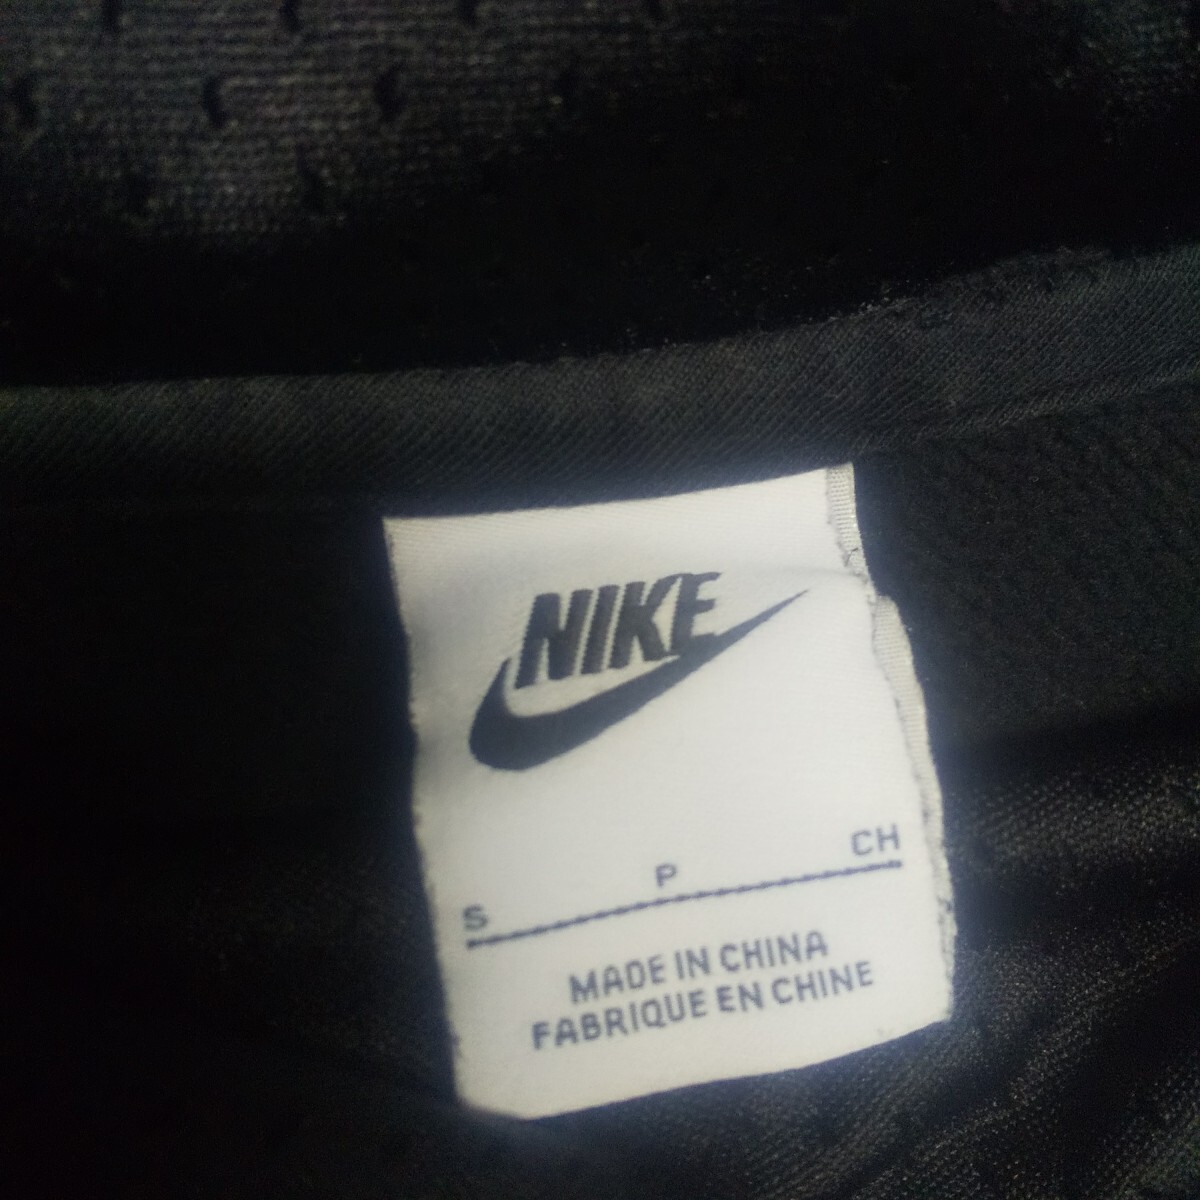 NIKE
S P CH
MADE IN CHINA
FABRIQUE EN CHINE